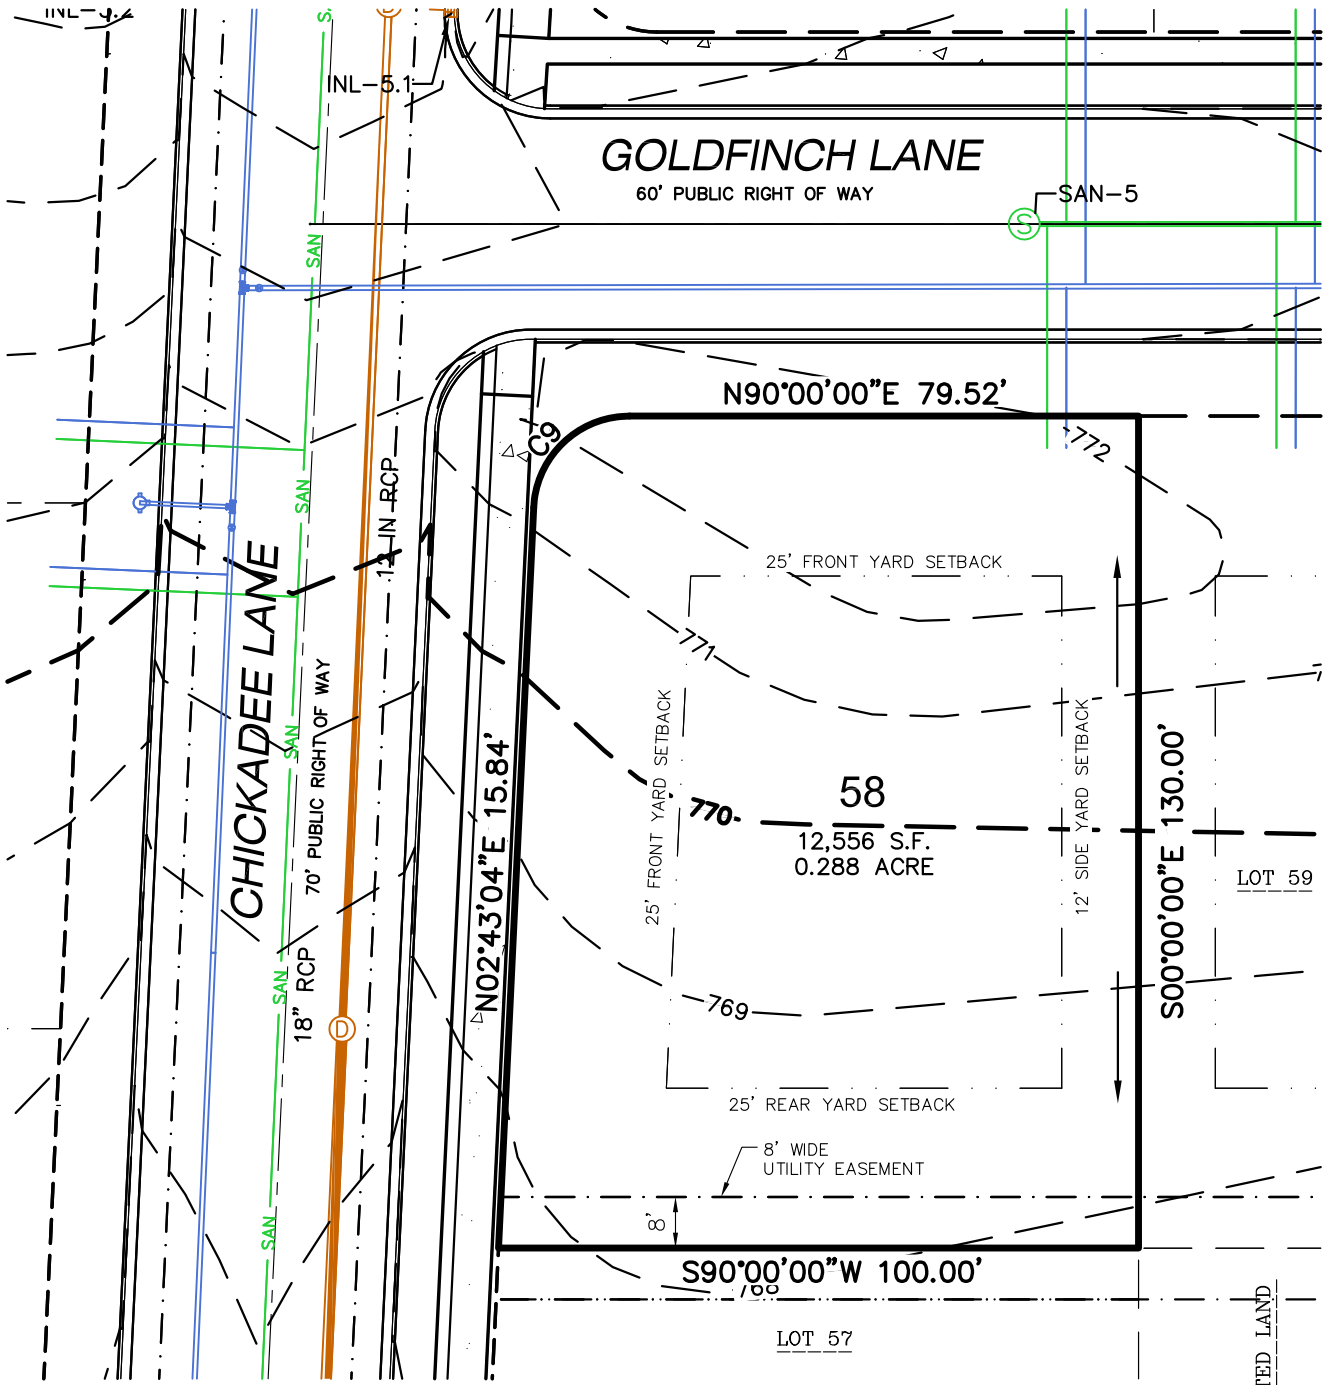 INL-5.1
GOLDFINCH LANE
60' PUBLIC RIGHT OF WAY
SAN-5
S
SAN
N90°00'00"E 79.52'
C9
772
12 IN RCP
SAN
25' FRONT YARD SETBACK
CHICKADEE LANE
70' PUBLIC RIGHT OF WAY
771
25' FRONT YARD SETBACK
12' SIDE YARD SETBACK
SAN
N02°43'04"E 15.84'
58
770
12,556 S.F.
0.288 ACRE
S00°00'00"E 130.00'
LOT 59
SAN
18" RCP
D
769
25' REAR YARD SETBACK
8' WIDE
UTILITY EASEMENT
8'
SAN
S90°00'00"W 100.00'
768
LOT 57
TED LAND